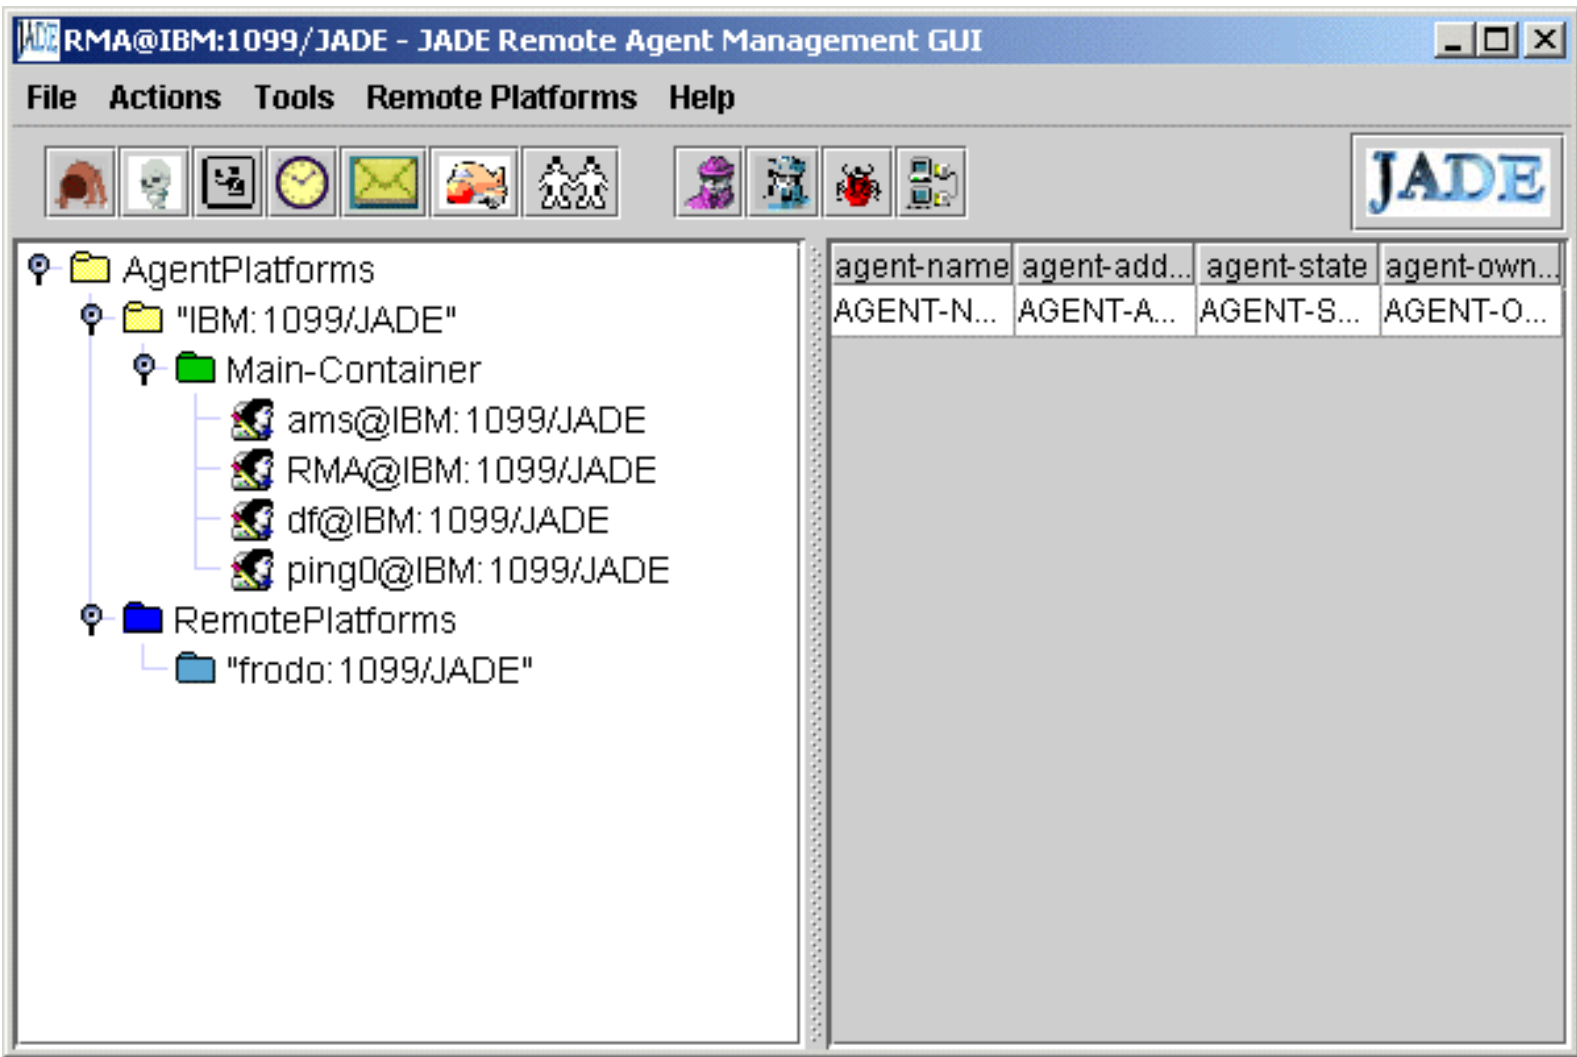 JADE RMA@IBM:1099/JADE - JADE Remote Agent Management GUI
File Actions Tools Remote Platforms Help
JADE
AgentPlatforms
"IBM:1099/JADE"
Main-Container
ams@IBM:1099/JADE
RMA@IBM:1099/JADE
df@IBM:1099/JADE
ping0@IBM:1099/JADE
RemotePlatforms
"frodo:1099/JADE"
agent-name agent-add... agent-state agent-own...
AGENT-N... AGENT-A... AGENT-S... AGENT-O...